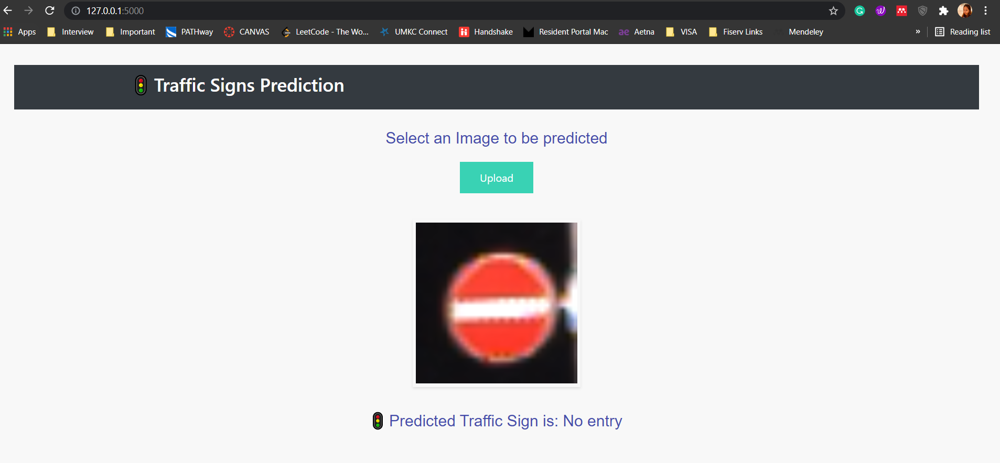 127.0.0.1:5000
Apps Interview Important PATHway CANVAS LeetCode - The Wo... UMKC Connect Handshake Resident Portal Mac ae Aetna VISA Fiserv Links Mendeley » Reading list
Traffic Signs Prediction
Select an Image to be predicted
Upload
Predicted Traffic Sign is: No entry